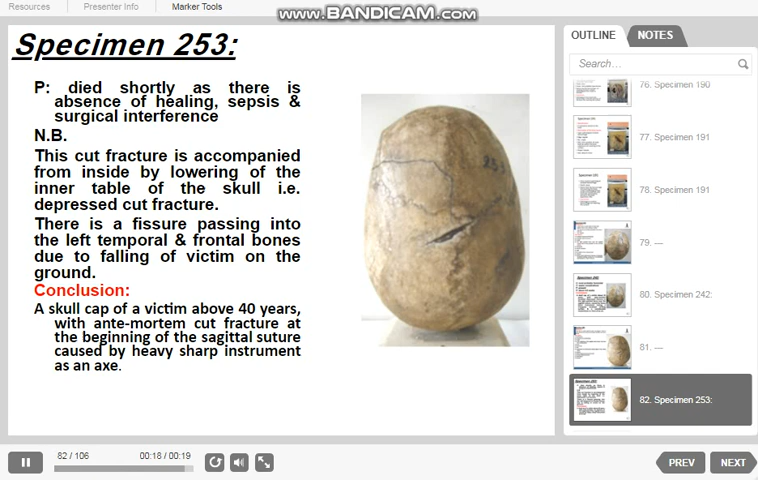 Resources
Presenter Info
Marker Tools
www.BANDICAM.com
Specimen 253:
P: died shortly as there is
absence of healing, sepsis &
surgical interference
N.B.
This cut fracture is accompanied
from inside by lowering of the
inner table of the skull i.e.
depressed cut fracture.
There is a fissure passing into
the left temporal & frontal bones
due to falling of victim on the
ground.
Conclusion:
A skull cap of a victim above 40 years,
with ante-mortem cut fracture at
the beginning of the sagittal suture
caused by heavy sharp instrument
as an axe.
253
OUTLINE
NOTES
Search...
76. Specimen 190
77. Specimen 191
78. Specimen 191
79. ---
80. Specimen 242:
81. ---
82. Specimen 253:
82 / 106
00:18 / 00:19
PREV
NEXT